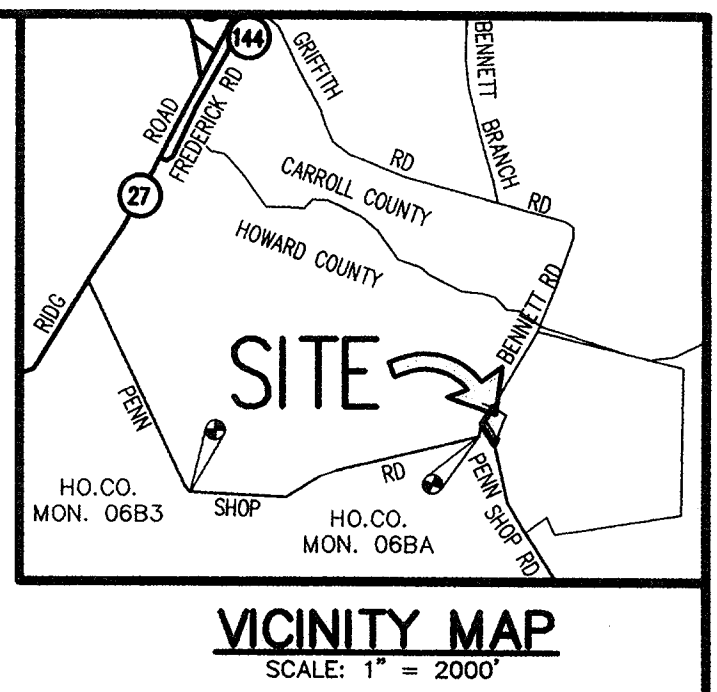 144
GRIFFITH
BENNETT
ROAD
FREDERICK RD
BRANCH
RD
CARROLL COUNTY
RD
27
HOWARD COUNTY
BENNETT RD
RIDG
SITE
PENN
RD
HO.CO.
MON. 06B3
SHOP
HO.CO.
MON. 06BA
PENN SHOP RD
VICINITY MAP
SCALE: 1" = 2000'